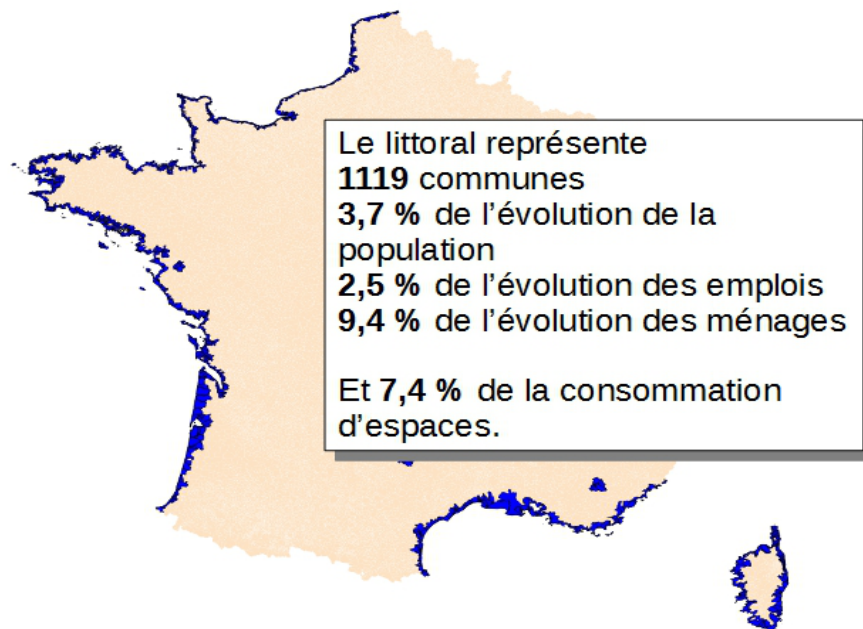 Le littoral représente
1119 communes
3,7 % de l’évolution de la
population
2,5 % de l’évolution des emplois
9,4 % de l’évolution des ménages
Et 7,4 % de la consommation
d’espaces.